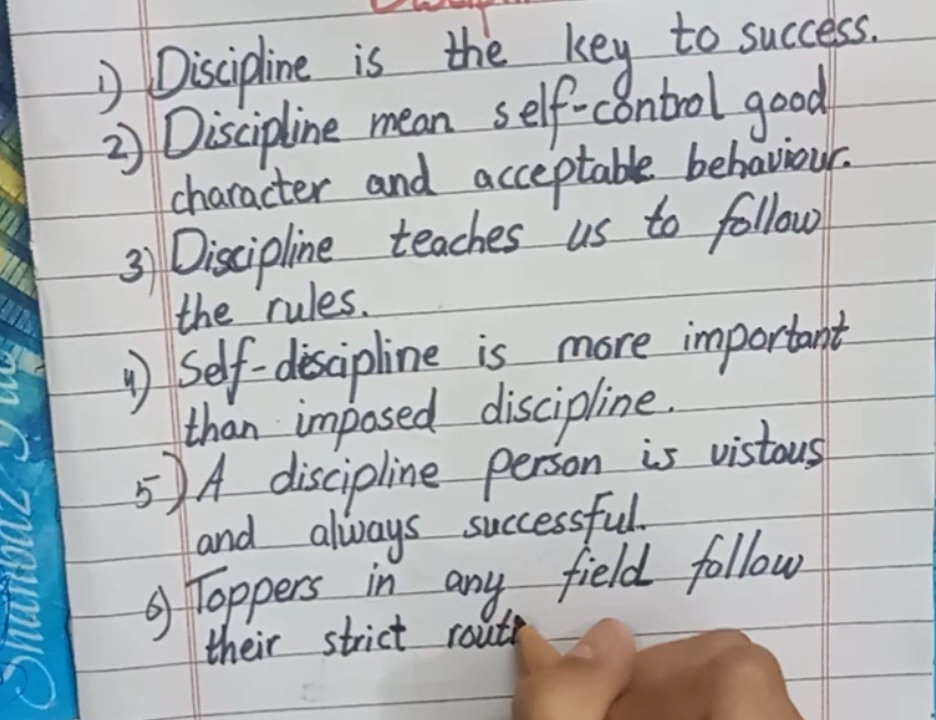 1) Discipline is the key to success.
2) Discipline mean self-control good
character and acceptable behaviour.
3) Discipline teaches us to follow
the rules.
4) Self-discipline is more important
than imposed discipline.
5) A discipline person is vistous
and always successful.
6) Toppers in any field follow
their strict routi